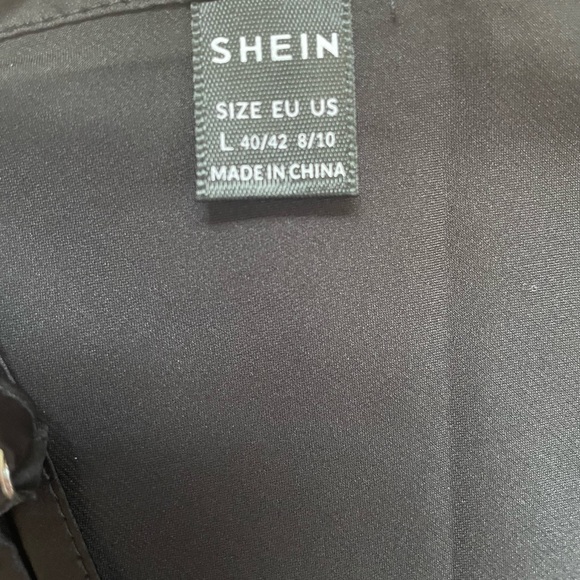 SHEIN
SIZE EU US
L 40/42 8/10
MADE IN CHINA